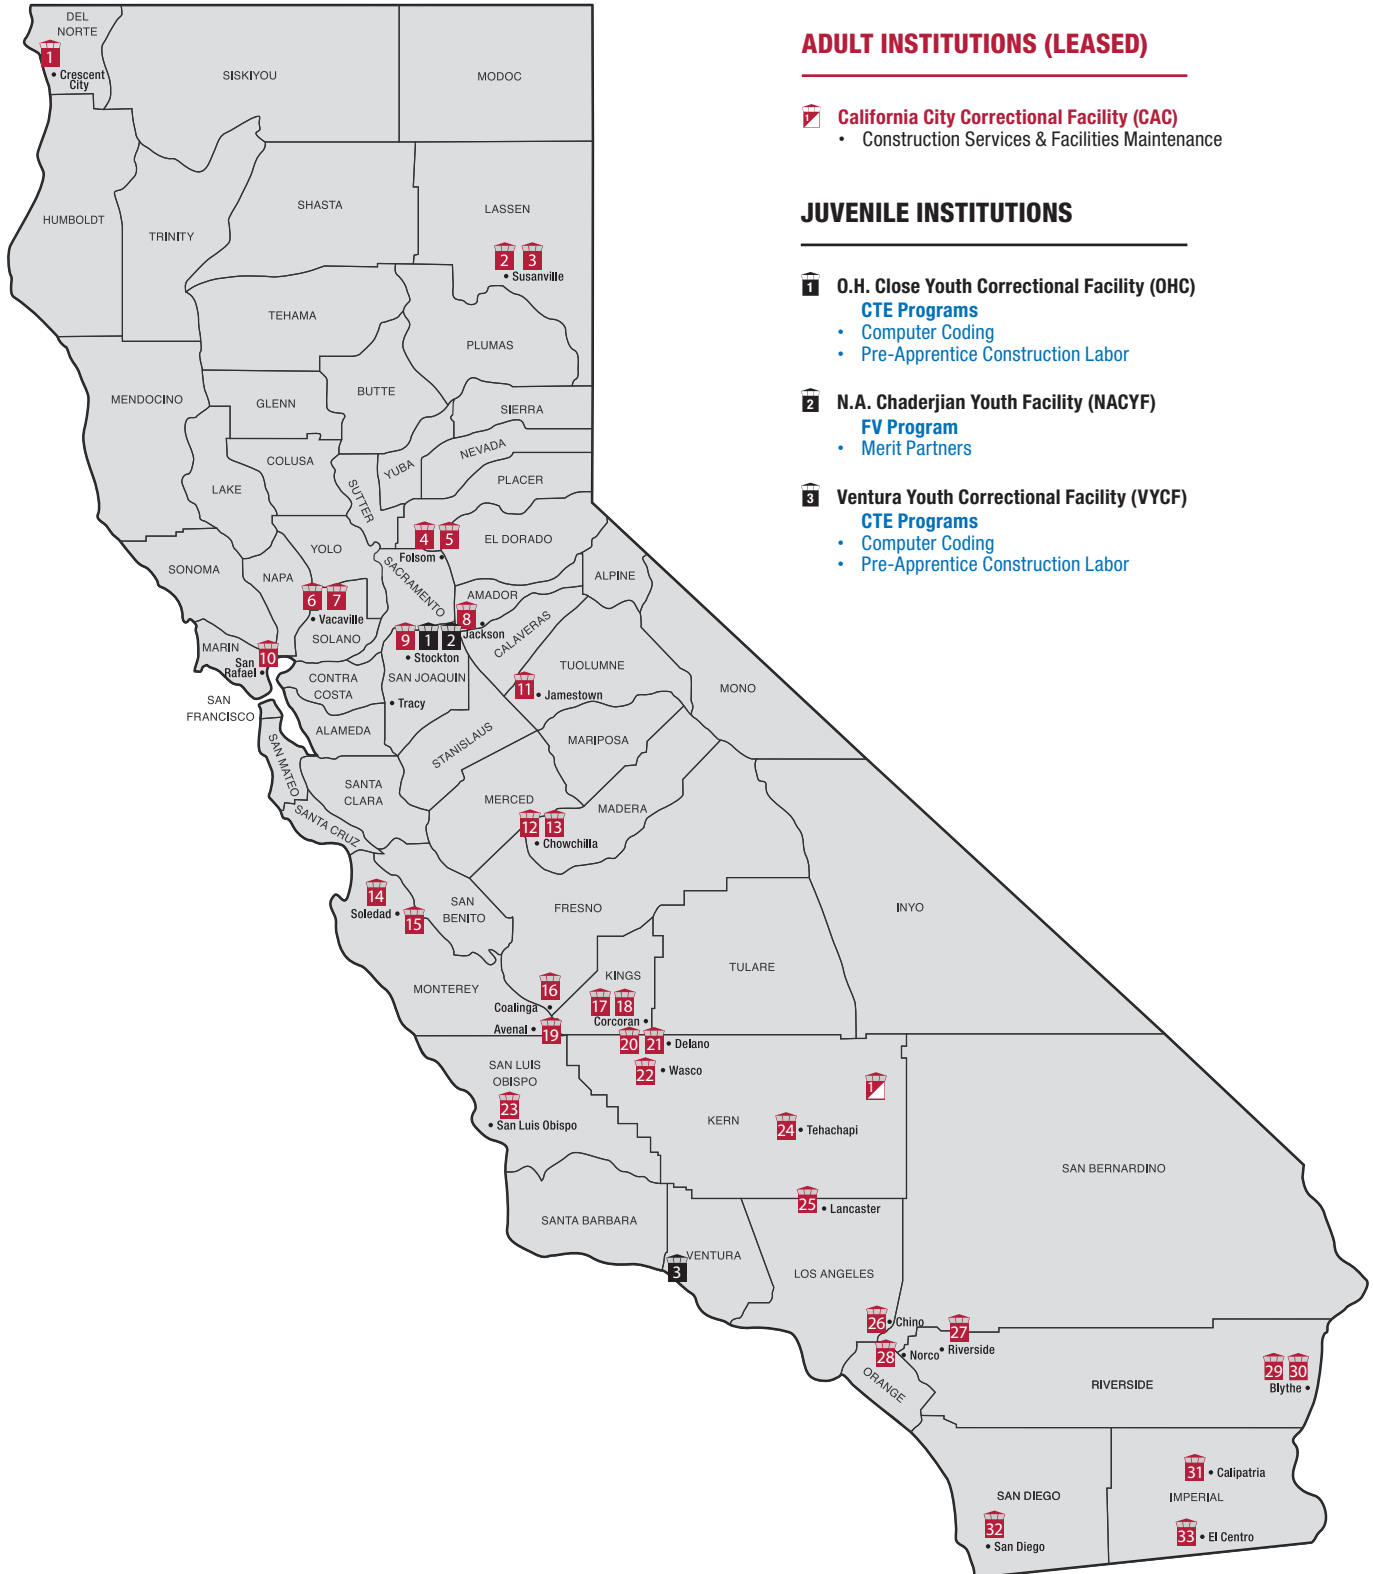 ADULT INSTITUTIONS (LEASED)
1 California City Correctional Facility (CAC)
• Construction Services & Facilities Maintenance
JUVENILE INSTITUTIONS
1 O.H. Close Youth Correctional Facility (OHC)
CTE Programs
• Computer Coding
• Pre-Apprentice Construction Labor
2 N.A. Chaderjian Youth Facility (NACYF)
FV Program
• Merit Partners
3 Ventura Youth Correctional Facility (VYCF)
CTE Programs
• Computer Coding
• Pre-Apprentice Construction Labor
DEL
NORTE
1
• Crescent
City
SISKIYOU
MODOC
HUMBOLDT
TRINITY
SHASTA
LASSEN
2 3
• Susanville
TEHAMA
PLUMAS
MENDOCINO
GLENN
BUTTE
SIERRA
COLUSA
YUBA
NEVADA
LAKE
SUTTER
PLACER
4 5
Folsom •
EL DORADO
YOLO
SONOMA
NAPA
SACRAMENTO
ALPINE
6 7
• Vacaville
AMADOR
8
Jackson
SOLANO
9 1 2
• Stockton
CALAVERAS
MARIN
10
San
Rafael •
CONTRA
COSTA
SAN JOAQUIN
TUOLUMNE
11
• Jamestown
MONO
SAN
FRANCISCO
• Tracy
ALAMEDA
STANISLAUS
MARIPOSA
SAN MATEO
SANTA
CLARA
MERCED
MADERA
SANTA CRUZ
12 13
• Chowchilla
14
Soledad •
15
SAN
BENITO
FRESNO
INYO
TULARE
KINGS
MONTEREY
16
Coalinga
17 18
Corcoran •
Avenal •
19
20 21
• Delano
SAN LUIS
OBISPO
22
• Wasco
1
23
• San Luis Obispo
KERN
24
• Tehachapi
SAN BERNARDINO
25
• Lancaster
SANTA BARBARA
VENTURA
3
LOS ANGELES
26
• Chino
27
• Riverside
28
• Norco
ORANGE
RIVERSIDE
29 30
Blythe •
31
• Calipatria
SAN DIEGO
IMPERIAL
32
• San Diego
33
• El Centro